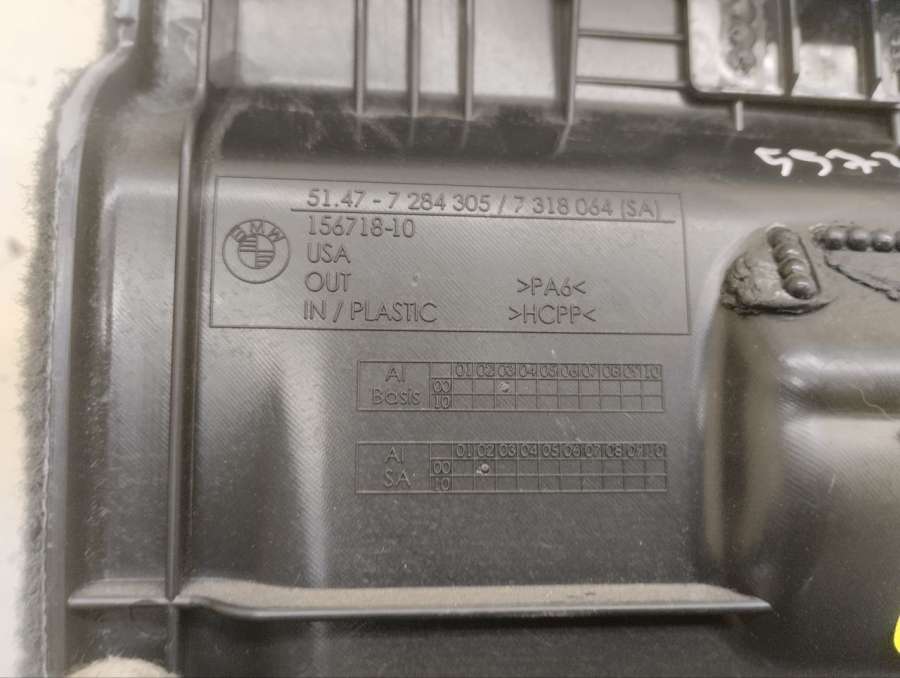 51.47 - 7 284 305 / 7 318 064 (SA)
BMW
156718-10
USA
OUT >PA6<
IN / PLASTIC >HCPP<
AI Basis 01 02 03 04 05 06 07 08 09 10
00
10
AI SA 01 02 03 04 05 06 07 08 09 10
00
10